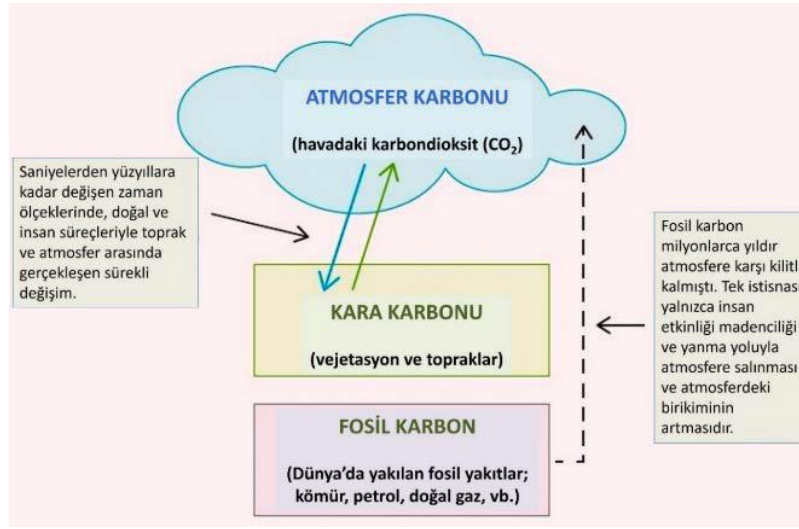 ATMOSFER KARBONU
(havadaki karbondioksit (CO₂)
Saniyelerden yüzyıllara
kadar değişen zaman
ölçeklerinde, doğal ve
insan süreçleriyle toprak
ve atmosfer arasında
gerçekleşen sürekli
değişim.
Fosil karbon
milyonlarca yıldır
atmosfere karşı kilitl
kalmıştı. Tek istisnası
yalnızca insan
etkinliği madenciliği
ve yanma yoluyla
atmosfere salınması
ve atmosferdeki
birikiminin
artmasıdır.
KARA KARBONU
(vejetasyon ve topraklar)
FOSİL KARBON
(Dünya’da yakılan fosil yakıtlar;
kömür, petrol, doğal gaz, vb.)